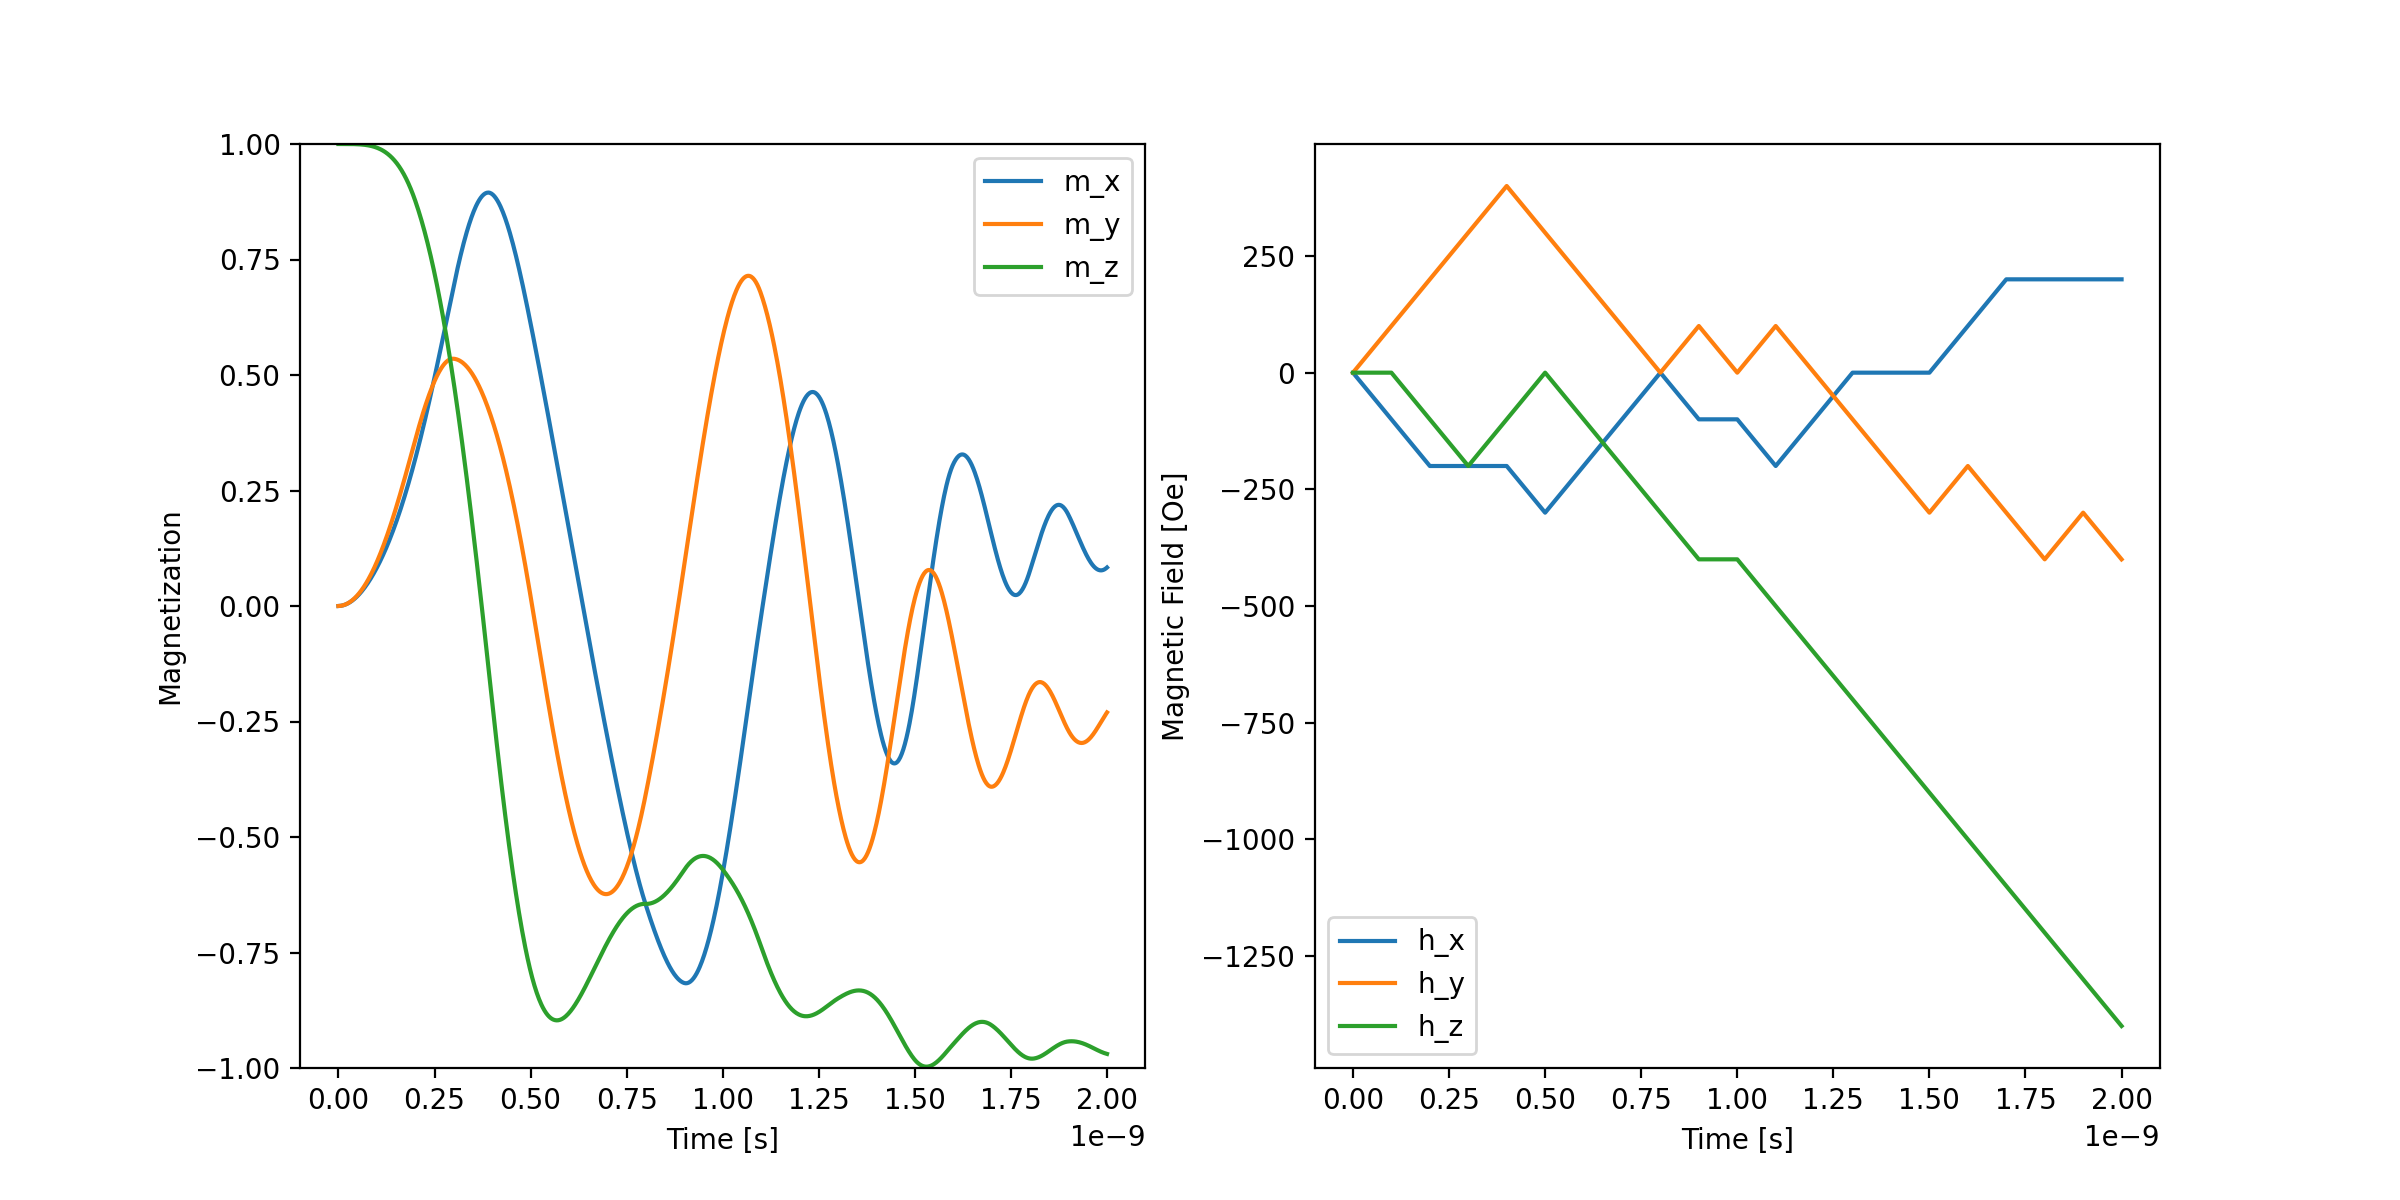 Magnetization
1.00
0.75
0.50
0.25
0.00
−0.25
−0.50
−0.75
−1.00
m_x
m_y
m_z
0.00 0.25 0.50 0.75 1.00 1.25 1.50 1.75 2.00
Time [s]
1e−9
Magnetic Field [Oe]
250
0
−250
−500
−750
−1000
−1250
h_x
h_y
h_z
0.00 0.25 0.50 0.75 1.00 1.25 1.50 1.75 2.00
Time [s]
1e−9